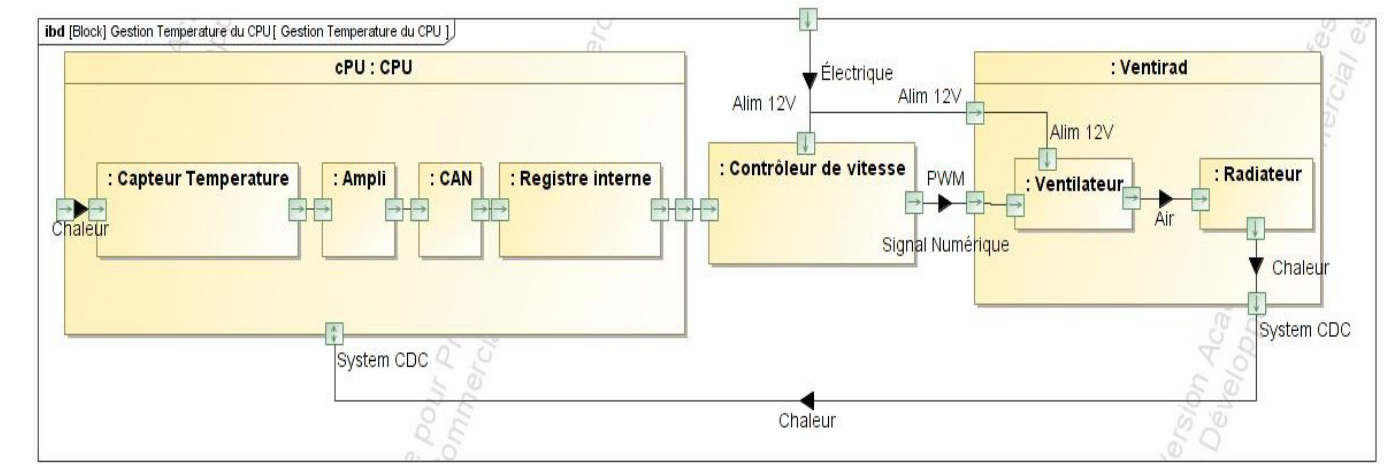 ibd [Block] Gestion Temperature du CPU[ Gestion Temperature du CPU ]
cPU : CPU
: Ventirad
Électrique
Alim 12V
Alim 12V
Alim 12V
: Capteur Temperature
: Ampli
: CAN
: Registre interne
: Contrôleur de vitesse
PWM
: Ventilateur
: Radiateur
Chaleur
Air
Signal Numérique
Chaleur
System CDC
System CDC
Chaleur